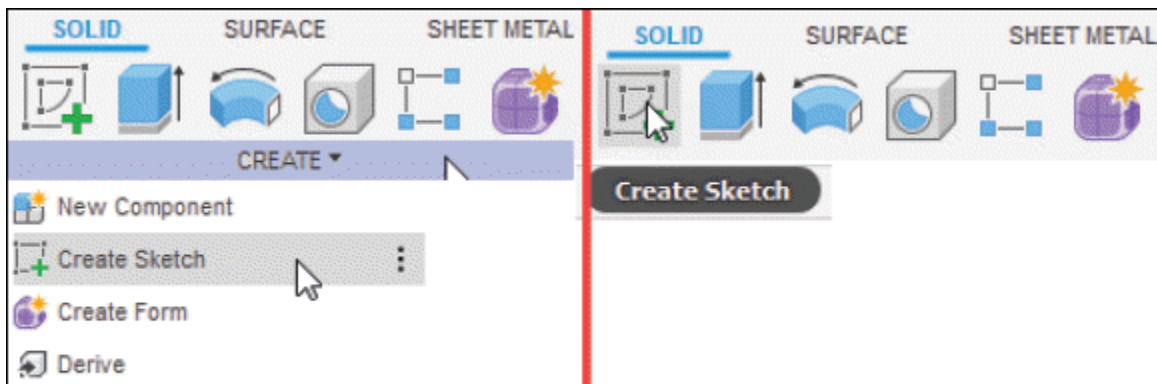 SOLID SURFACE SHEET METAL
CREATE
New Component
Create Sketch
Create Form
Derive
SOLID SURFACE SHEET METAL
Create Sketch